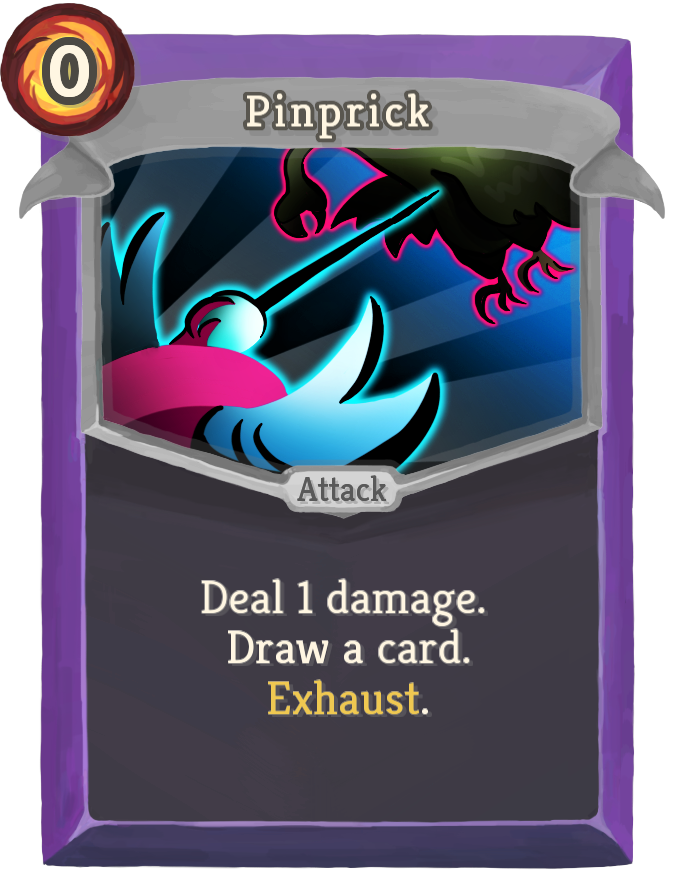 0
Pinprick
Attack
Deal 1 damage.
Draw a card.
Exhaust.